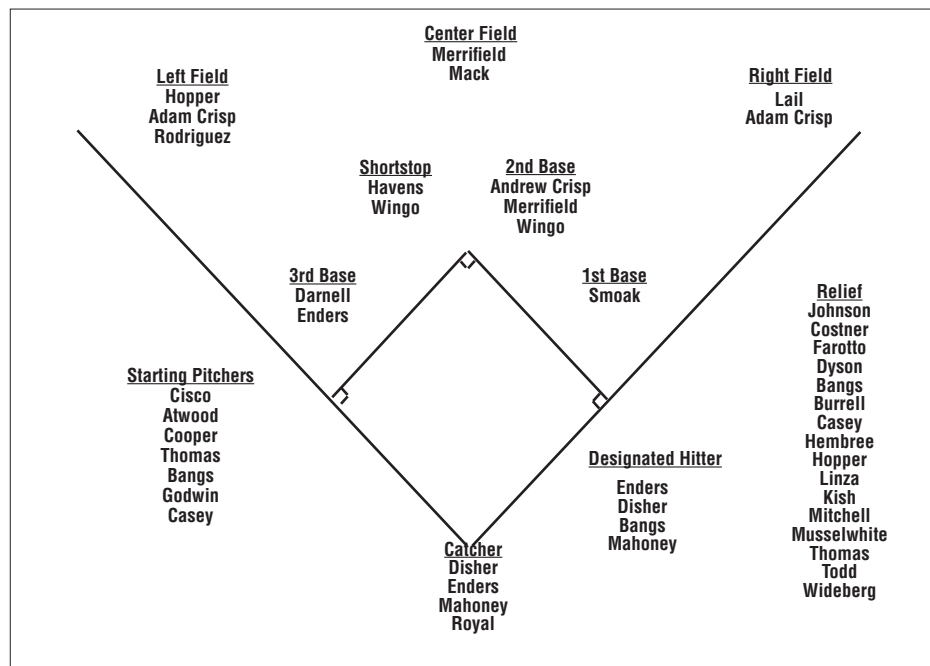 Center Field
Merrifield
Mack
Left Field
Hopper
Adam Crisp
Rodriguez
Right Field
Lail
Adam Crisp
Shortstop
Havens
Wingo
2nd Base
Andrew Crisp
Merrifield
Wingo
3rd Base
Darnell
Enders
1st Base
Smoak
Relief
Johnson
Costner
Farotto
Dyson
Bangs
Burrell
Casey
Hembree
Hopper
Linza
Kish
Mitchell
Musselwhite
Thomas
Todd
Wideberg
Starting Pitchers
Cisco
Atwood
Cooper
Thomas
Bangs
Godwin
Casey
Designated Hitter
Enders
Disher
Bangs
Mahoney
Catcher
Disher
Enders
Mahoney
Royal